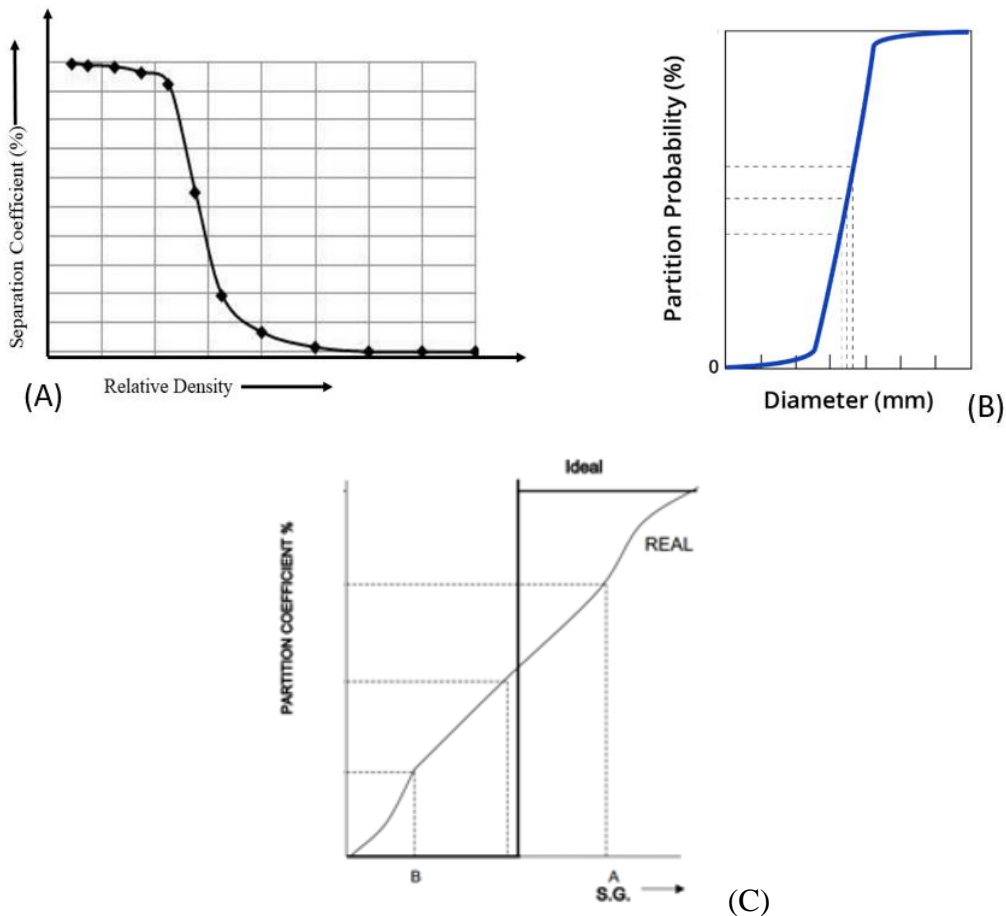 Separation Coefficient (%)
Relative Density
(A)
Partition Probability (%)
0
Diameter (mm)
(B)
Ideal
REAL
PARTITION COEFFICIENT %
B
A
S.G.
(C)